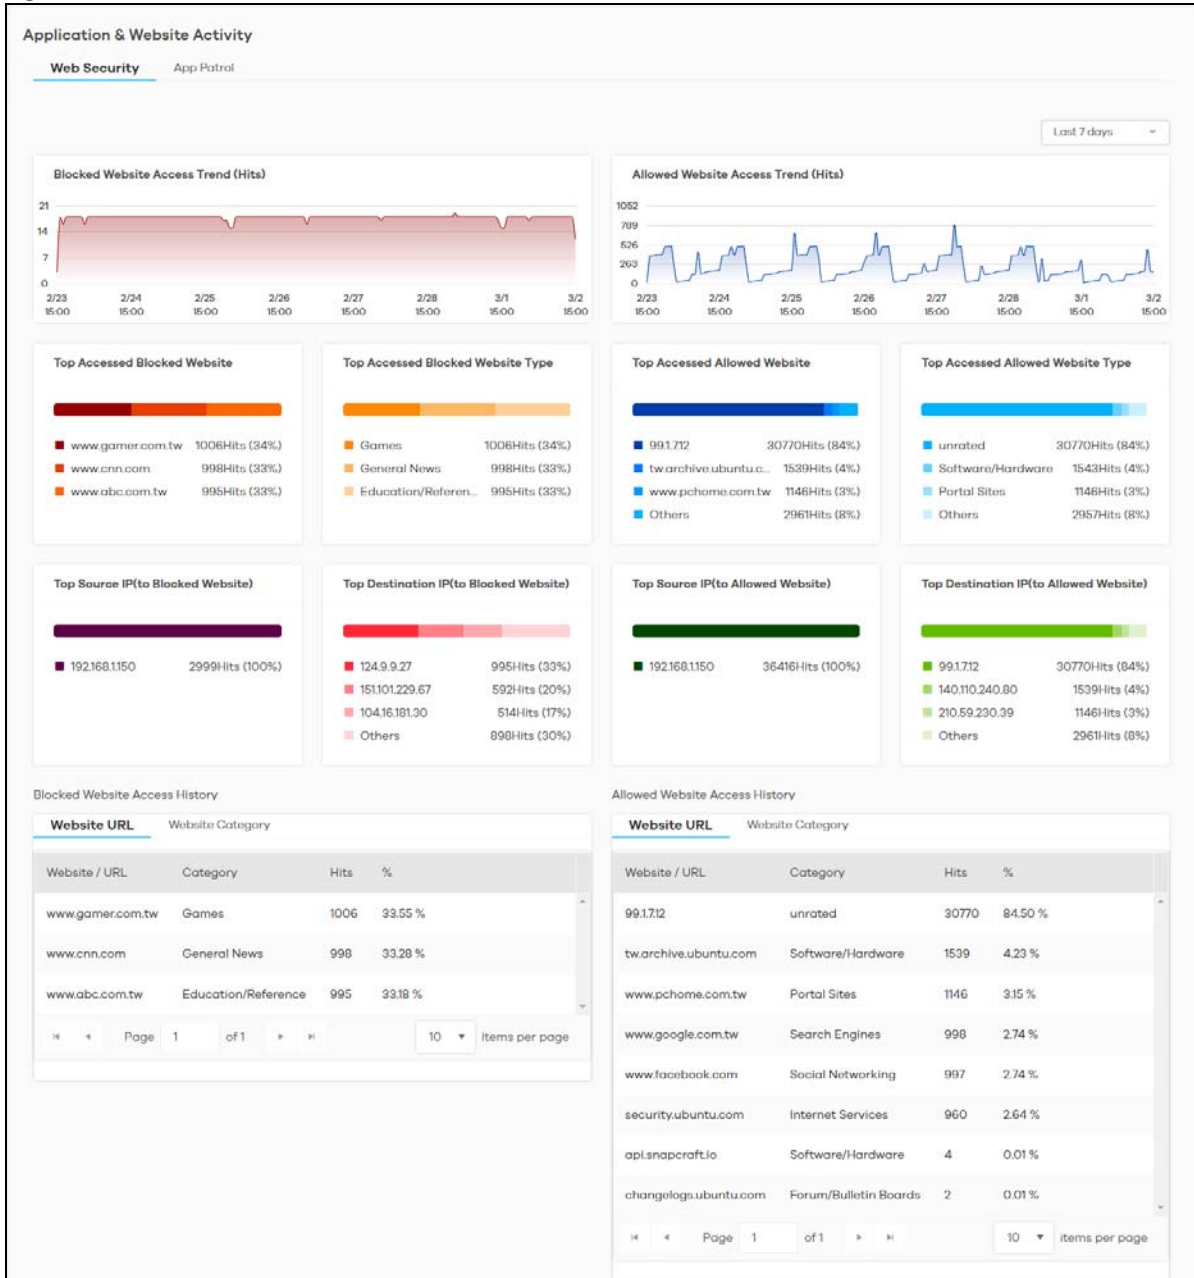 Application & Website Activity
Web Security App Patrol
Last 7 days
Blocked Website Access Trend (Hits)
21
14
7
0
2/23 2/24 2/25 2/26 2/27 2/28 3/1 3/2
15:00 15:00 15:00 15:00 15:00 15:00 15:00 15:00
Allowed Website Access Trend (Hits)
1052
789
526
263
0
2/23 2/24 2/25 2/26 2/27 2/28 3/1 3/2
15:00 15:00 15:00 15:00 15:00 15:00 15:00 15:00
Top Accessed Blocked Website
www.gamer.com.tw 1006Hits (34%)
www.cnn.com 998Hits (33%)
www.abc.com.tw 995Hits (33%)
Top Accessed Blocked Website Type
Games 1006Hits (34%)
General News 998Hits (33%)
Education/Referen... 995Hits (33%)
Top Accessed Allowed Website
99.1.7.12 30770Hits (84%)
tw.archive.ubuntu.c... 1539Hits (4%)
www.pchome.com.tw 1146Hits (3%)
Others 2961Hits (8%)
Top Accessed Allowed Website Type
unrated 30770Hits (84%)
Software/Hardware 1543Hits (4%)
Portal Sites 1146Hits (3%)
Others 2957Hits (8%)
Top Source IP(to Blocked Website)
192.168.1.150 2999Hits (100%)
Top Destination IP(to Blocked Website)
124.9.9.27 995Hits (33%)
151.101.229.67 592Hits (20%)
104.16.181.30 514Hits (17%)
Others 898Hits (30%)
Top Source IP(to Allowed Website)
192.168.1.150 36416Hits (100%)
Top Destination IP(to Allowed Website)
99.1.7.12 30770Hits (84%)
140.110.240.80 1539Hits (4%)
210.59.230.39 1146Hits (3%)
Others 2961Hits (8%)
Blocked Website Access History
Website URL Website Category
Website / URL Category Hits %
www.gamer.com.tw Games 1006 33.55 %
www.cnn.com General News 998 33.28 %
www.abc.com.tw Education/Reference 995 33.18 %
Page 1 of 1 10 items per page
Allowed Website Access History
Website URL Website Category
Website / URL Category Hits %
99.1.7.12 unrated 30770 84.50 %
tw.archive.ubuntu.com Software/Hardware 1539 4.23 %
www.pchome.com.tw Portal Sites 1146 3.15 %
www.google.com.tw Search Engines 998 2.74 %
www.facebook.com Social Networking 997 2.74 %
security.ubuntu.com Internet Services 960 2.64 %
api.snapcraft.io Software/Hardware 4 0.01 %
changelogs.ubuntu.com Forum/Bulletin Boards 2 0.01 %
Page 1 of 1 10 items per page